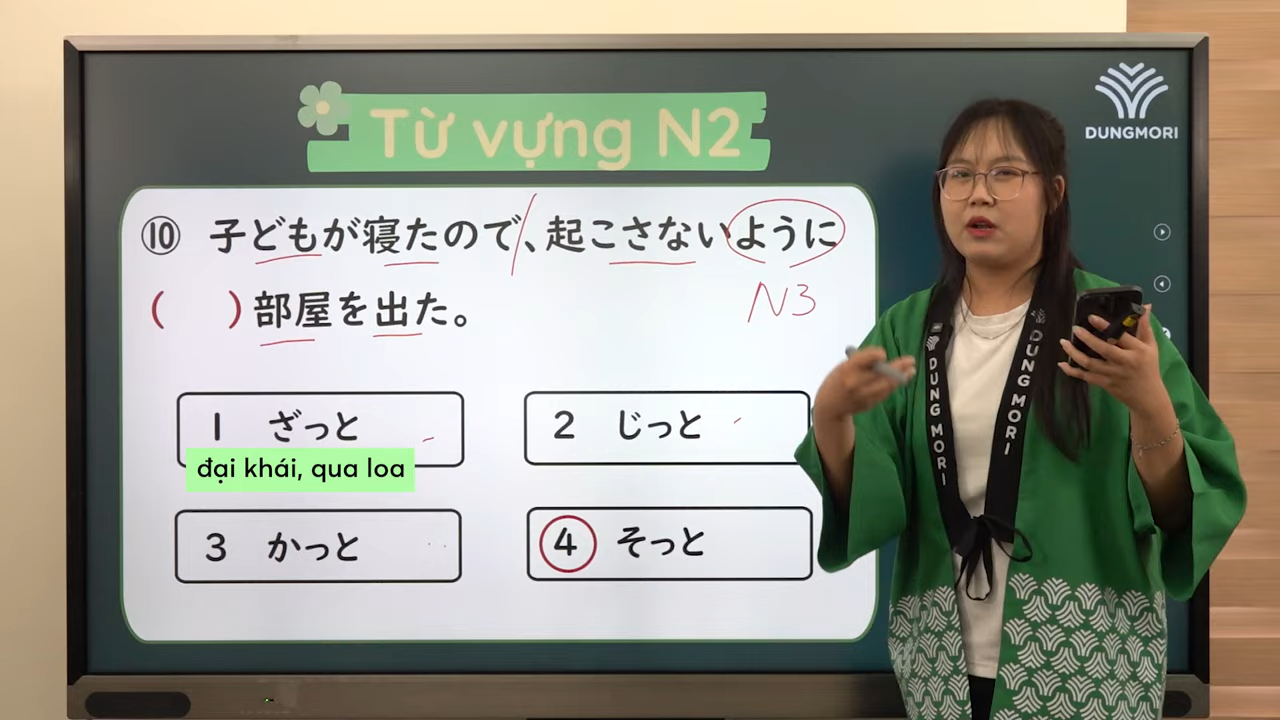 Từ vựng N2
DUNGMORI
⑩ 子どもが寝たので、起こさないように
( )部屋を出た。
N3
1 ざっと
2 じっと
đại khái, qua loa
3 かっと
4 そっと
DUNG MORI
DUNG MORI